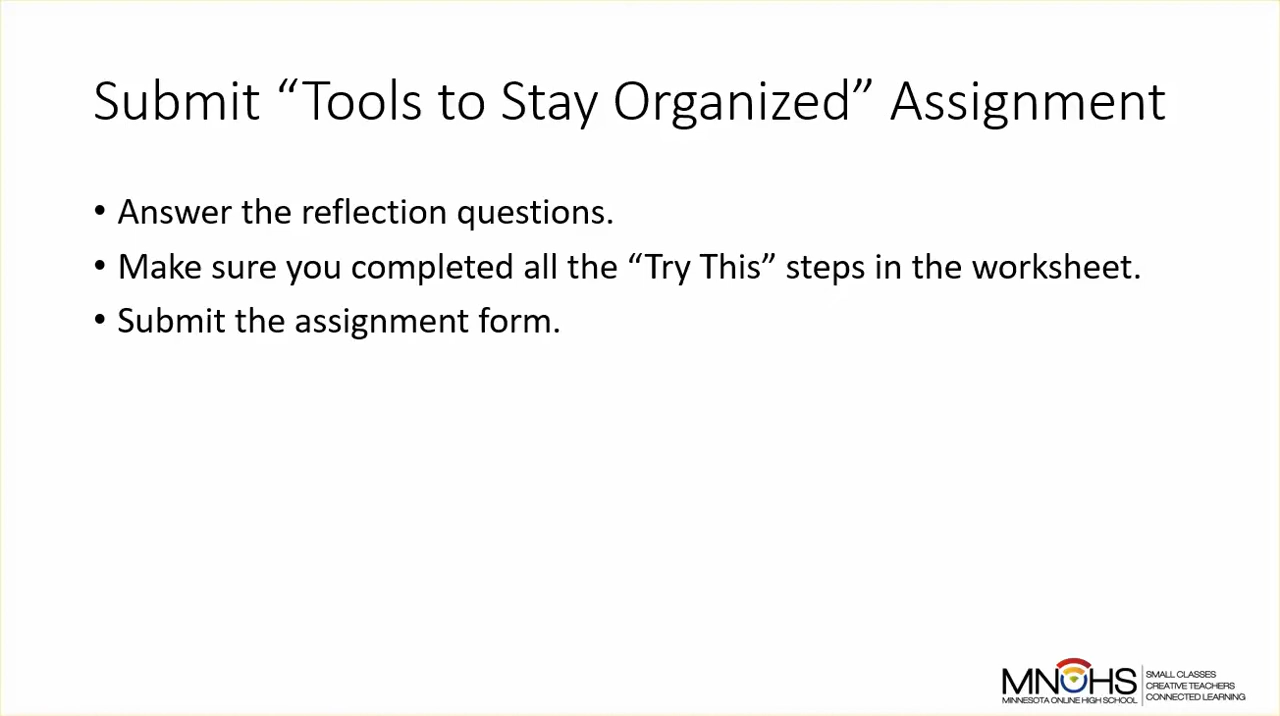 Submit “Tools to Stay Organized” Assignment
• Answer the reflection questions.
• Make sure you completed all the “Try This” steps in the worksheet.
• Submit the assignment form.
MNOHS
MINNESOTA ONLINE HIGH SCHOOL
SMALL CLASSES
CREATIVE TEACHERS
CONNECTED LEARNING